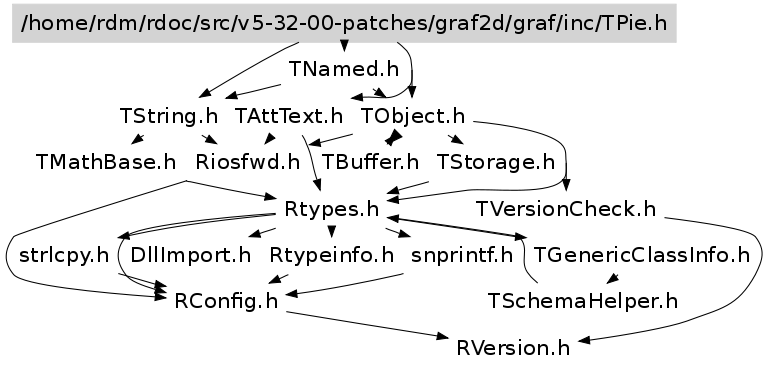 /home/rdm/rdoc/src/v5-32-00-patches/graf2d/graf/inc/TPie.h
TNamed.h
TString.h TAttText.h TObject.h
TMathBase.h Riosfwd.h TBuffer.h TStorage.h
Rtypes.h TVersionCheck.h
strlcpy.h DllImport.h Rtypeinfo.h snprintf.h TGenericClassInfo.h
RConfig.h TSchemaHelper.h
RVersion.h